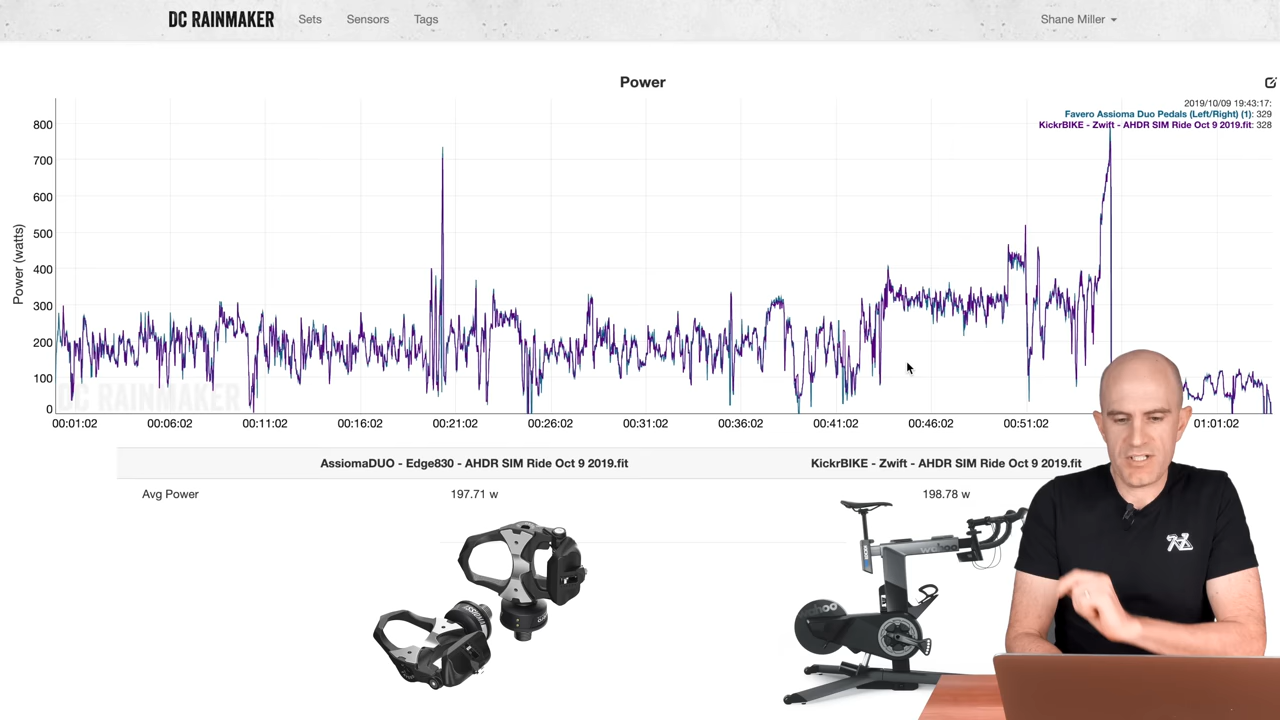 DC RAINMAKER
Sets
Sensors
Tags
Shane Miller
Power
2019/10/09 19:43:17:
Favero Assioma Duo Pedals (Left/Right) (1): 329
KickrBIKE - Zwift - AHDR SIM Ride Oct 9 2019.fit: 328
Power (watts)
800
700
600
500
400
300
200
100
0
DC RAINMAKER
00:01:02
00:06:02
00:11:02
00:16:02
00:21:02
00:26:02
00:31:02
00:36:02
00:41:02
00:46:02
00:51:02
01:01:02
AssiomaDUO - Edge830 - AHDR SIM Ride Oct 9 2019.fit
KickrBIKE - Zwift - AHDR SIM Ride Oct 9 2019.fit
Avg Power
197.71 w
198.78 w
wahoo
wahoo